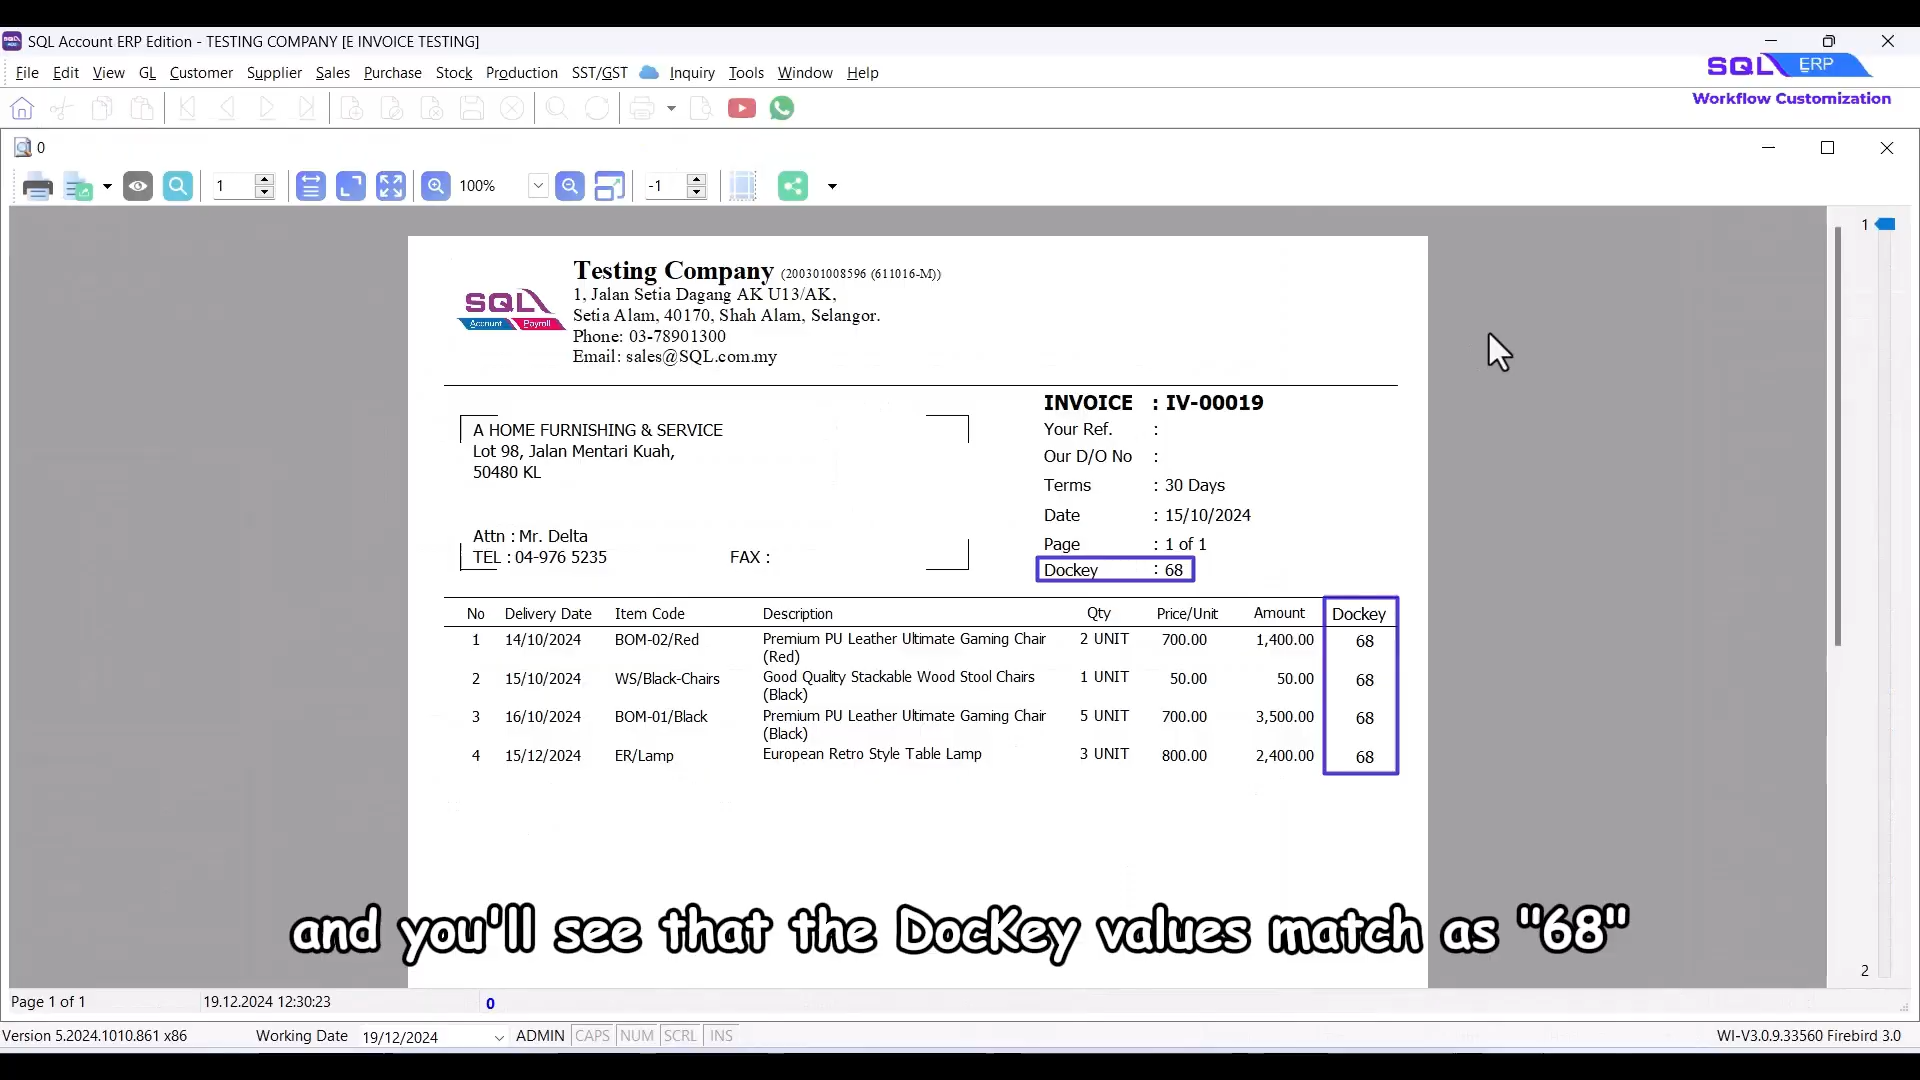 SQL Account ERP Edition - TESTING COMPANY [E INVOICE TESTING]
File Edit View GL Customer Supplier Sales Purchase Stock Production SST/GST Inquiry Tools Window Help
SQL ERP
Workflow Customization
0
1 100% -1
1
SQL
Account Payroll
Testing Company (200301008596 (611016-M))
1, Jalan Setia Dagang AK U13/AK,
Setia Alam, 40170, Shah Alam, Selangor.
Phone: 03-78901300
Email: sales@SQL.com.my
INVOICE : IV-00019
Your Ref. :
Our D/O No :
Terms : 30 Days
Date : 15/10/2024
Page : 1 of 1
Dockey : 68
A HOME FURNISHING & SERVICE
Lot 98, Jalan Mentari Kuah,
50480 KL
Attn : Mr. Delta
TEL : 04-976 5235 FAX :
No Delivery Date Item Code Description Qty Price/Unit Amount Dockey
1 14/10/2024 BOM-02/Red Premium PU Leather Ultimate Gaming Chair 2 UNIT 700.00 1,400.00 68
(Red)
2 15/10/2024 WS/Black-Chairs Good Quality Stackable Wood Stool Chairs 1 UNIT 50.00 50.00 68
(Black)
3 16/10/2024 BOM-01/Black Premium PU Leather Ultimate Gaming Chair 5 UNIT 700.00 3,500.00 68
(Black)
4 15/12/2024 ER/Lamp European Retro Style Table Lamp 3 UNIT 800.00 2,400.00 68
and you'll see that the DocKey values match as "68"
2
Page 1 of 1 19.12.2024 12:30:23 0
Version 5.2024.1010.861 x86 Working Date 19/12/2024 ADMIN CAPS NUM SCRL INS WI-V3.0.9.33560 Firebird 3.0